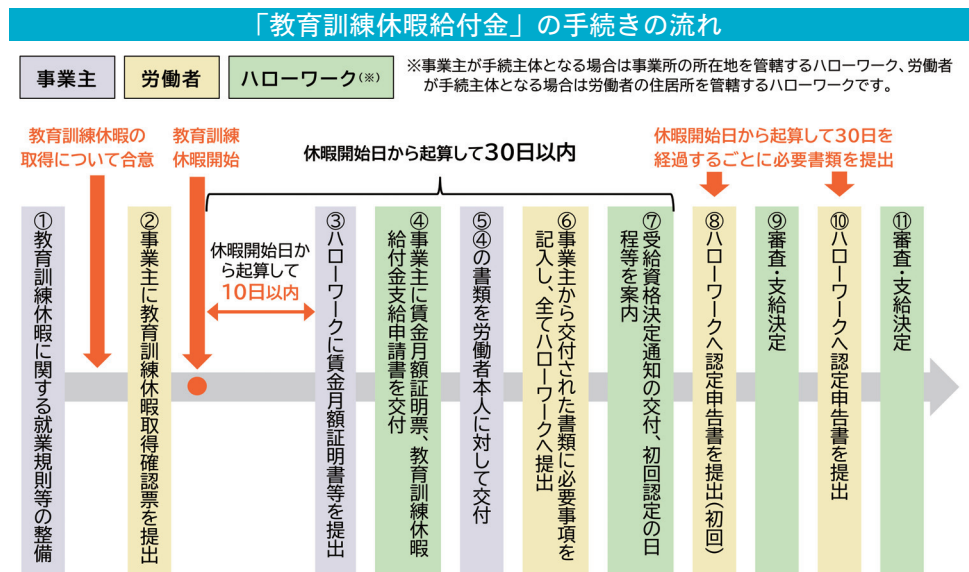 「教育訓練休暇給付金」の手続きの流れ
事業主
労働者
ハローワーク(※)
※事業主が手続主体となる場合は事業所の所在地を管轄するハローワーク、労働者
が手続主体となる場合は労働者の住居所を管轄するハローワークです。
教育訓練休暇の
取得について合意
教育訓練
休暇開始
休暇開始日から起算して30日以内
休暇開始日から起算して30日を
経過するごとに必要書類を提出
①教育訓練休暇に関する就業規則等の整備
②事業主に教育訓練休暇取得確認票を提出
休暇開始日か
ら起算して
10日以内
③ハローワークに賃金月額証明書等を提出
④事業主に賃金月額証明票、教育訓練休暇
給付金支給申請書を交付
⑤④の書類を労働者本人に対して交付
⑥事業主から交付された書類に必要事項を
記入し、全てハローワークへ提出
⑦受給資格決定通知の交付、初回認定の日
程等を案内
⑧ハローワークへ認定申告書を提出(初回)
⑨審査・支給決定
⑩ハローワークへ認定申告書を提出
⑪審査・支給決定